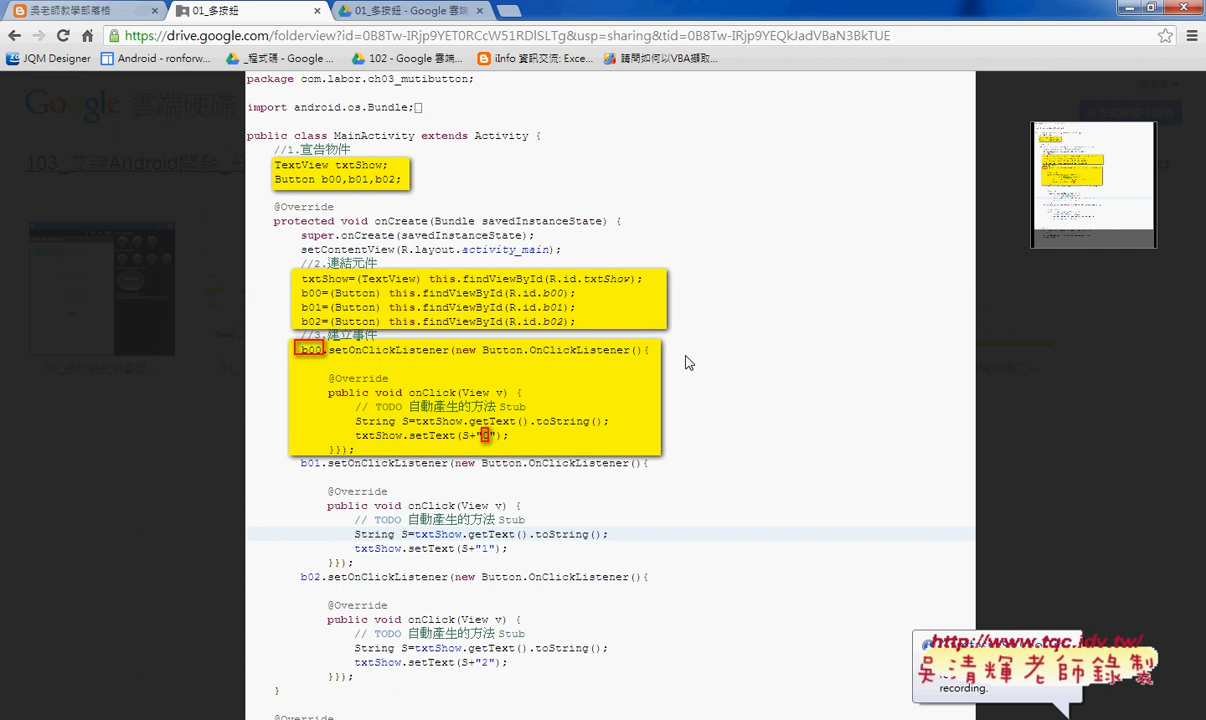 吳老師教學部落格
01_多按鈕
01_多按鈕 - Google 雲端
https://drive.google.com/folderview?id=0B8Tw-IRjp9YET0RCcW51RDlSLTg&usp=sharing&tid=0B8Tw-IRjp9YEQkJadVBaN3BkTUE
JQM Designer
Android - ronforw...
_程式碼 - Google ...
102 - Google 雲端...
iInfo 資訊交流: Exce...
請問如何以VBA擷取...
Google 雲端硬碟
package com.labor.ch03_mutibutton;
import android.os.Bundle;
public class MainActivity extends Activity {
//1.宣告物件
TextView txtShow;
Button b00,b01,b02;
@Override
protected void onCreate(Bundle savedInstanceState) {
super.onCreate(savedInstanceState);
setContentView(R.layout.activity_main);
//2.連結元件
txtShow=(TextView) this.findViewById(R.id.txtShow);
b00=(Button) this.findViewById(R.id.b00);
b01=(Button) this.findViewById(R.id.b01);
b02=(Button) this.findViewById(R.id.b02);
//3.建立事件
b00.setOnClickListener(new Button.OnClickListener(){
@Override
public void onClick(View v) {
// TODO 自動產生的方法 Stub
String S=txtShow.getText().toString();
txtShow.setText(S+"0");
}});
b01.setOnClickListener(new Button.OnClickListener(){
@Override
public void onClick(View v) {
// TODO 自動產生的方法 Stub
String S=txtShow.getText().toString();
txtShow.setText(S+"1");
}});
b02.setOnClickListener(new Button.OnClickListener(){
@Override
public void onClick(View v) {
// TODO 自動產生的方法 Stub
String S=txtShow.getText().toString();
txtShow.setText(S+"2");
}});
}
@Override
http://www.tqc.idv.tw/
吳清輝老師錄製
recording.